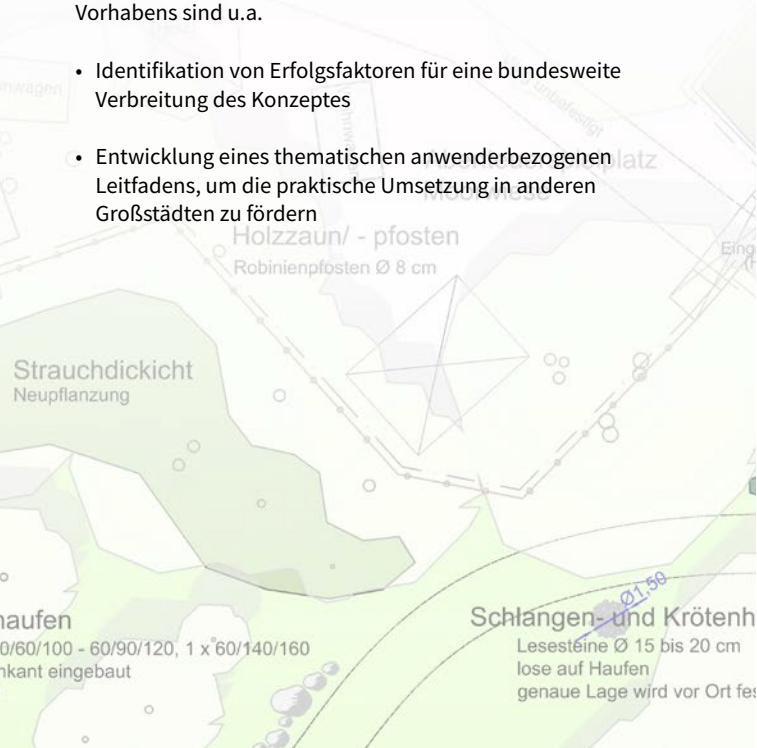 Vorhabens sind u.a.
• Identifikation von Erfolgsfaktoren für eine bundesweite
Verbreitung des Konzeptes
• Entwicklung eines thematischen anwenderbezogenen
Leitfadens, um die praktische Umsetzung in anderen
Großstädten zu fördern
unbefestigt
Moorwiese
Holzzaun/ - pfosten
Robinienpfosten Ø 8 cm
Strauchdickicht
Neupflanzung
Ø1,50
haufen
0/60/100 - 60/90/120, 1 x 60/140/160
nkant eingebaut
Schlangen- und Krötenh
Lesesteine Ø 15 bis 20 cm
lose auf Haufen
genaue Lage wird vor Ort fes